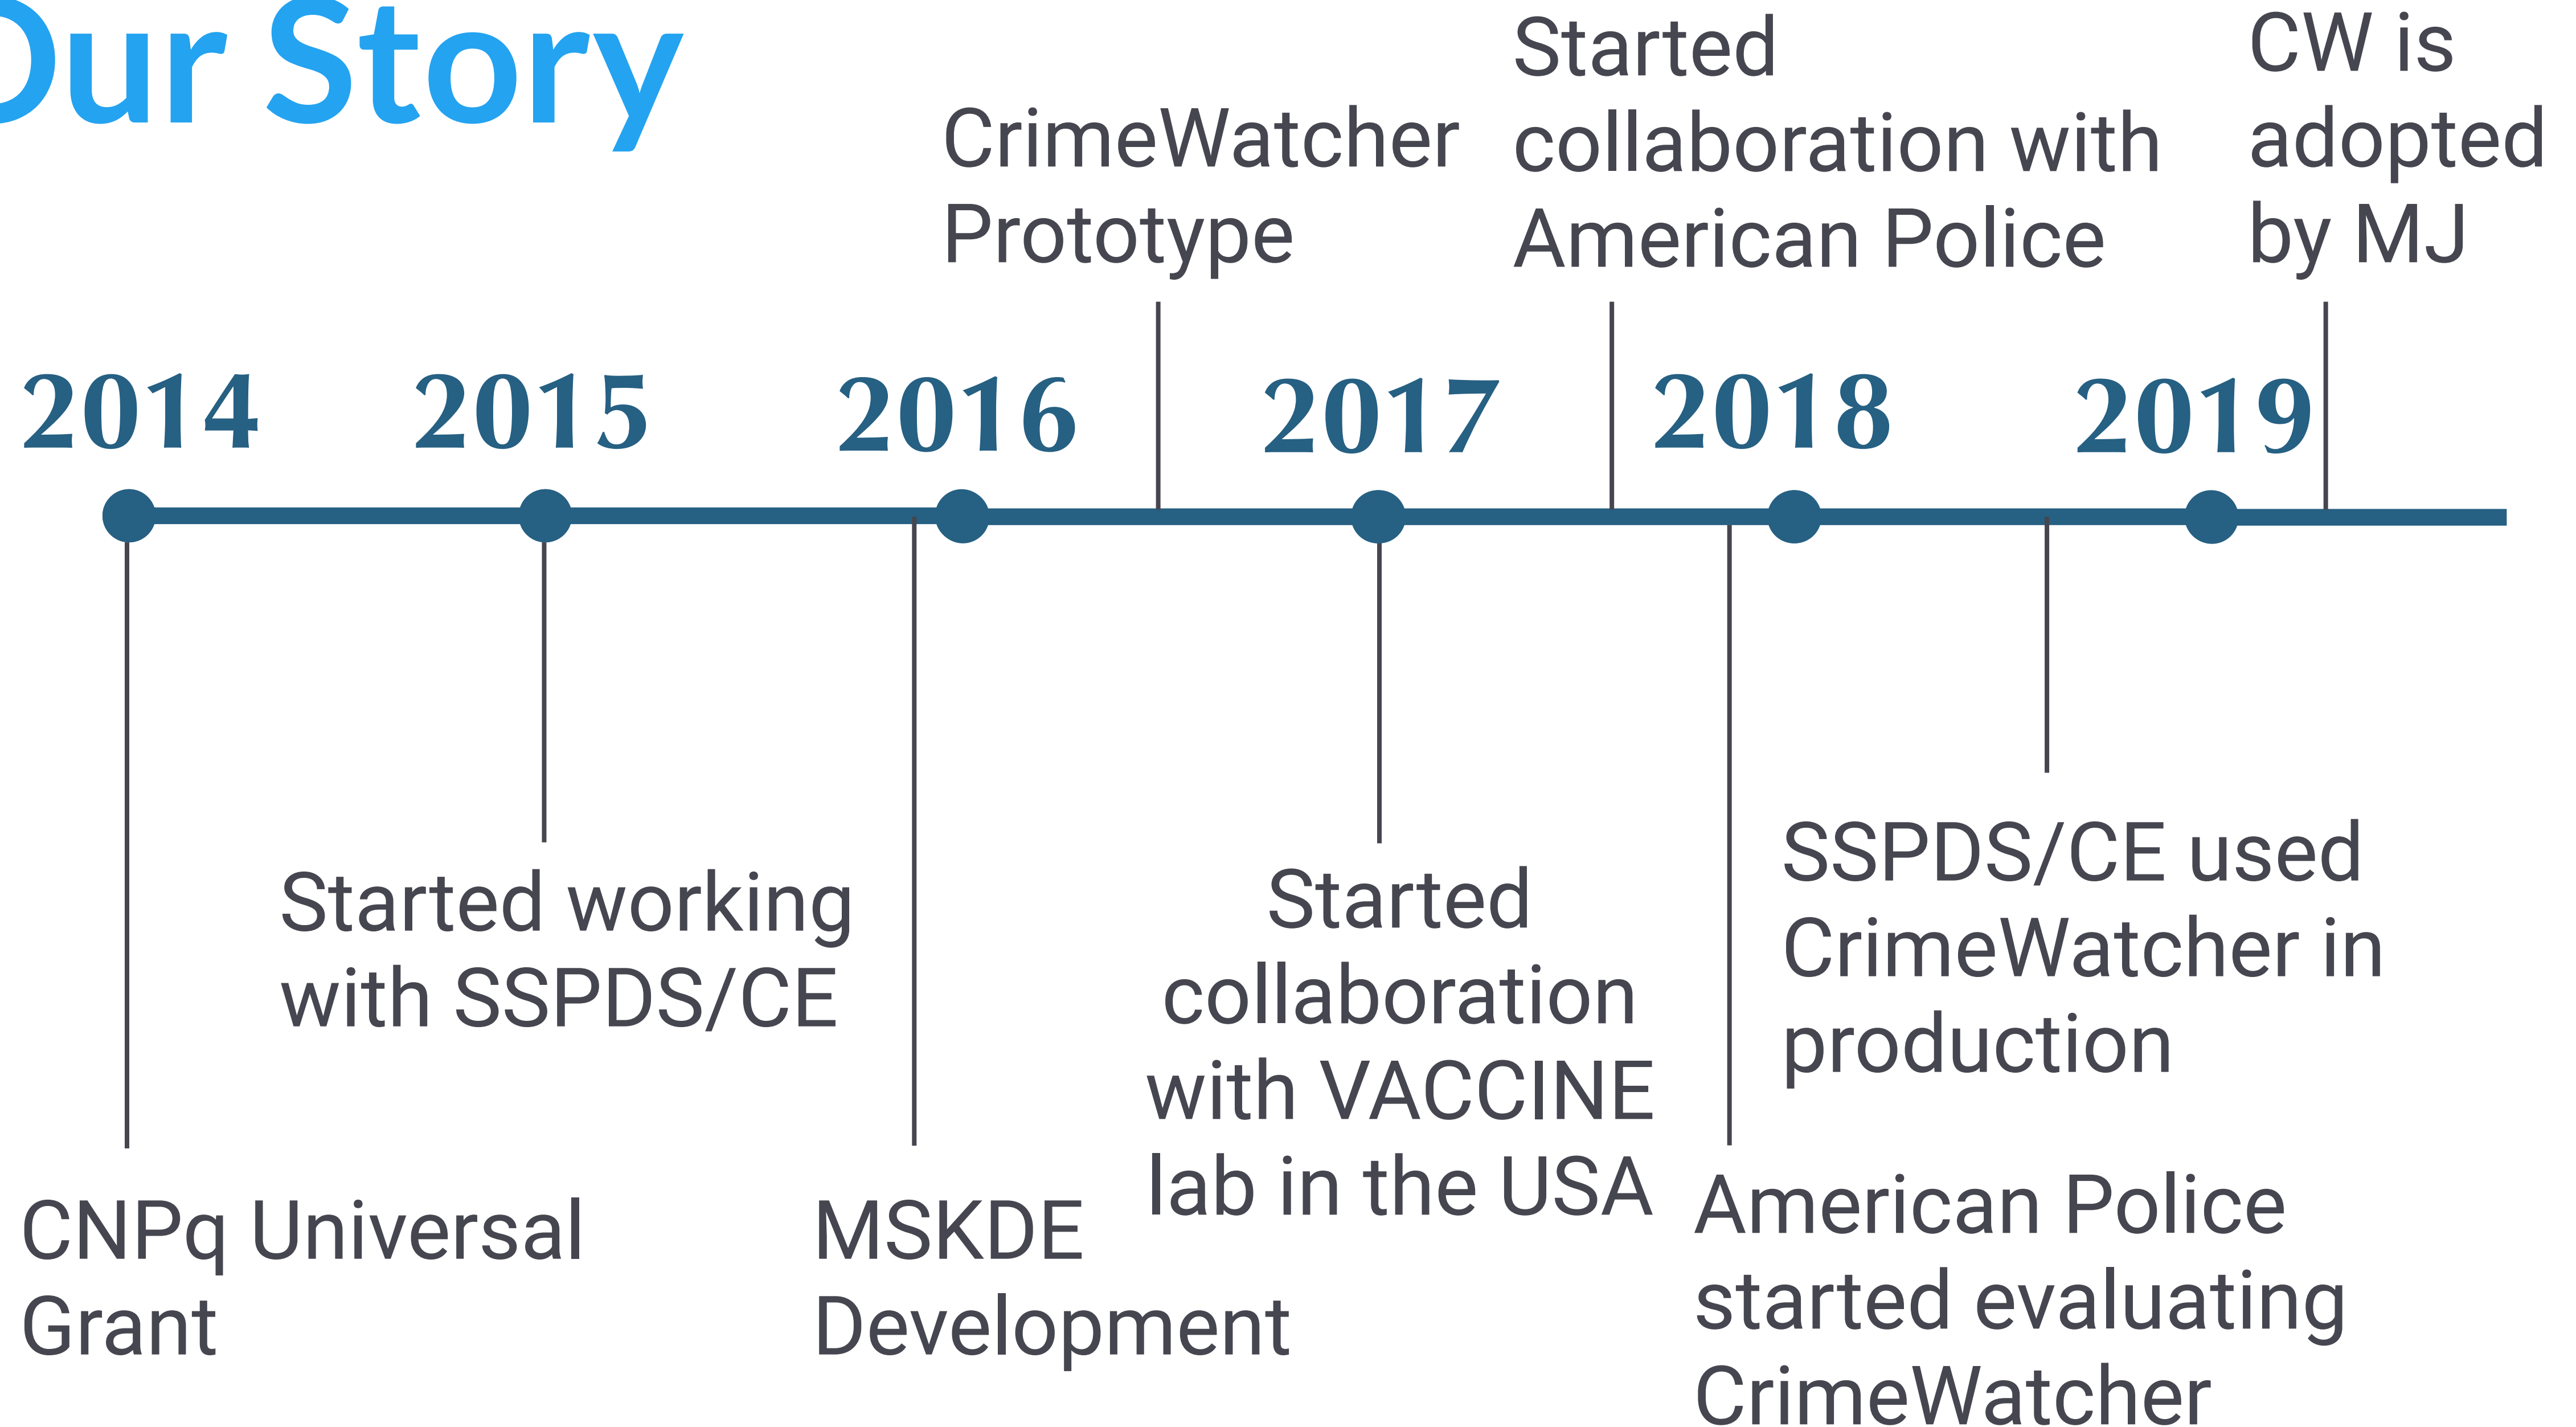 Our Story
CrimeWatcher
Prototype
Started
collaboration with
American Police
CW is
adopted
by MJ
2014
2015
2016
2017
2018
2019
Started working
with SSPDS/CE
Started
collaboration
with VACCINE
lab in the USA
SSPDS/CE used
CrimeWatcher in
production
CNPq Universal
Grant
MSKDE
Development
American Police
started evaluating
CrimeWatcher